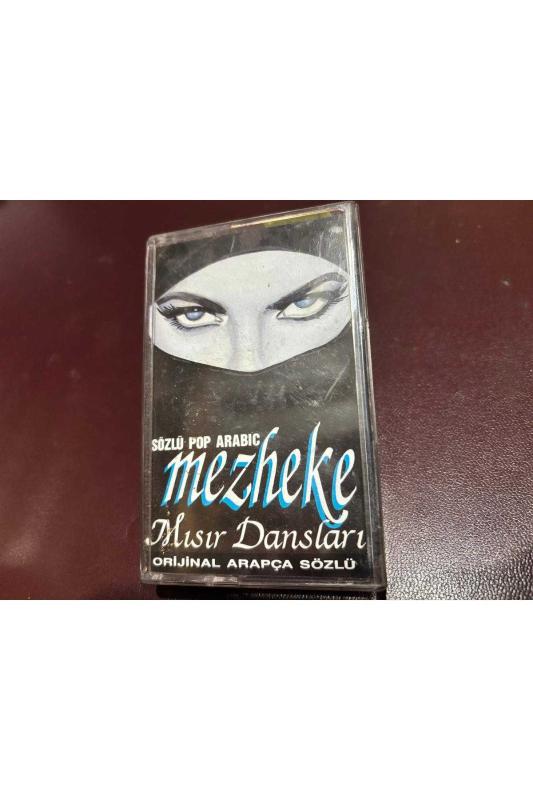 SÖZLÜ POP ARABIC
mezheke
Mısır Dansları
ORİJİNAL ARAPÇA SÖZLÜ